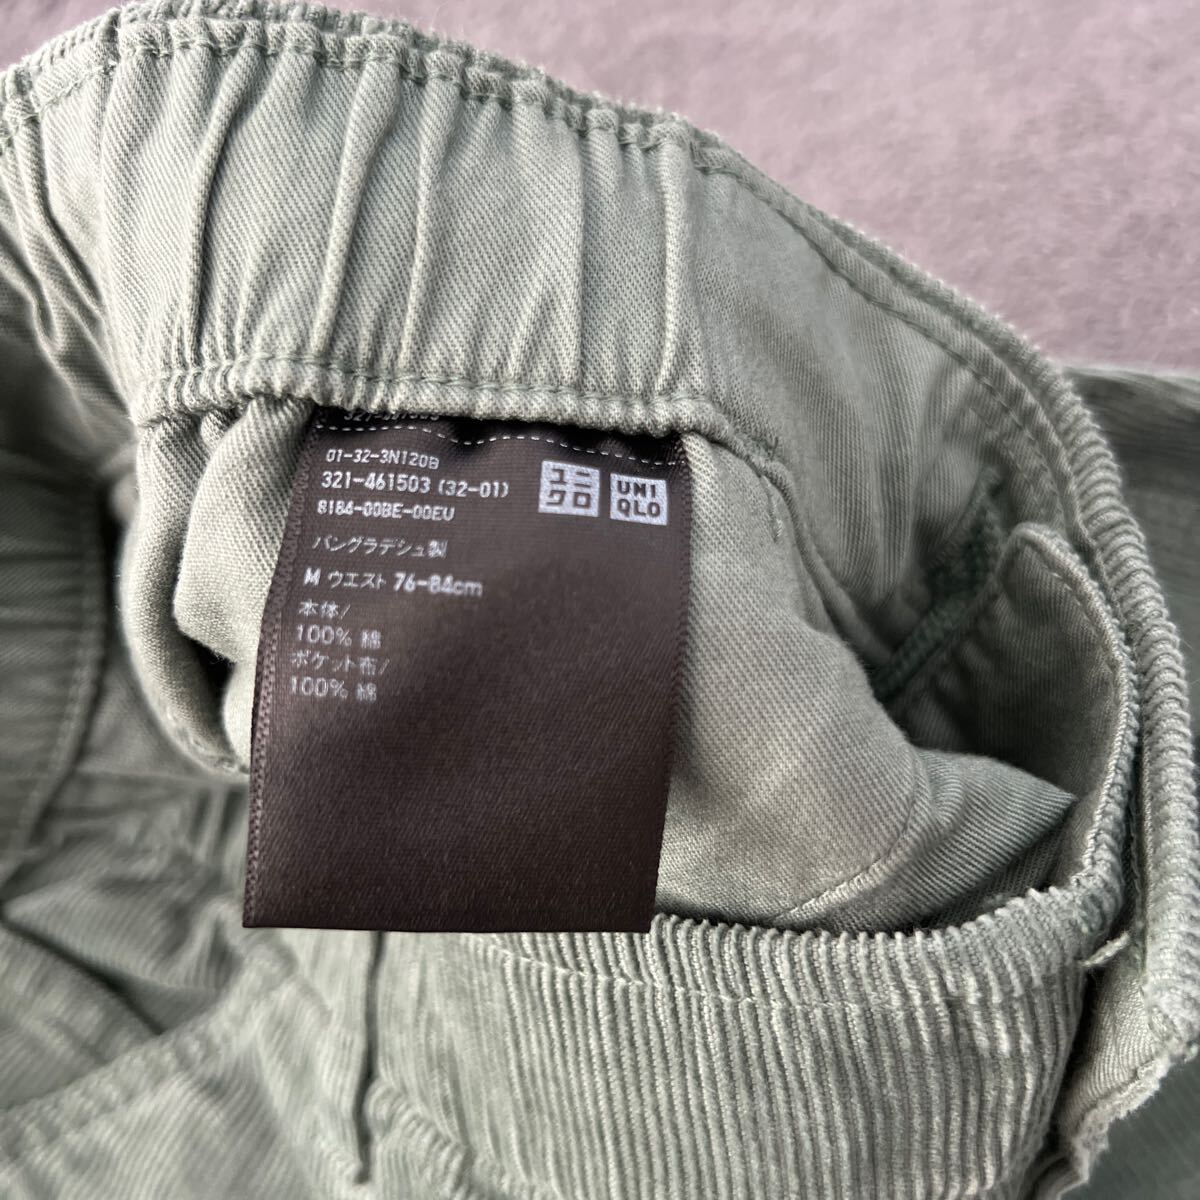 01-32-3N120B
321-461503 (32-01)
8184-00BE-00EU
バングラデシュ製
M ウエスト 76-84cm
本体/
100% 綿
ポケット布/
100% 綿
ユニ
クロ
UNI
QLO